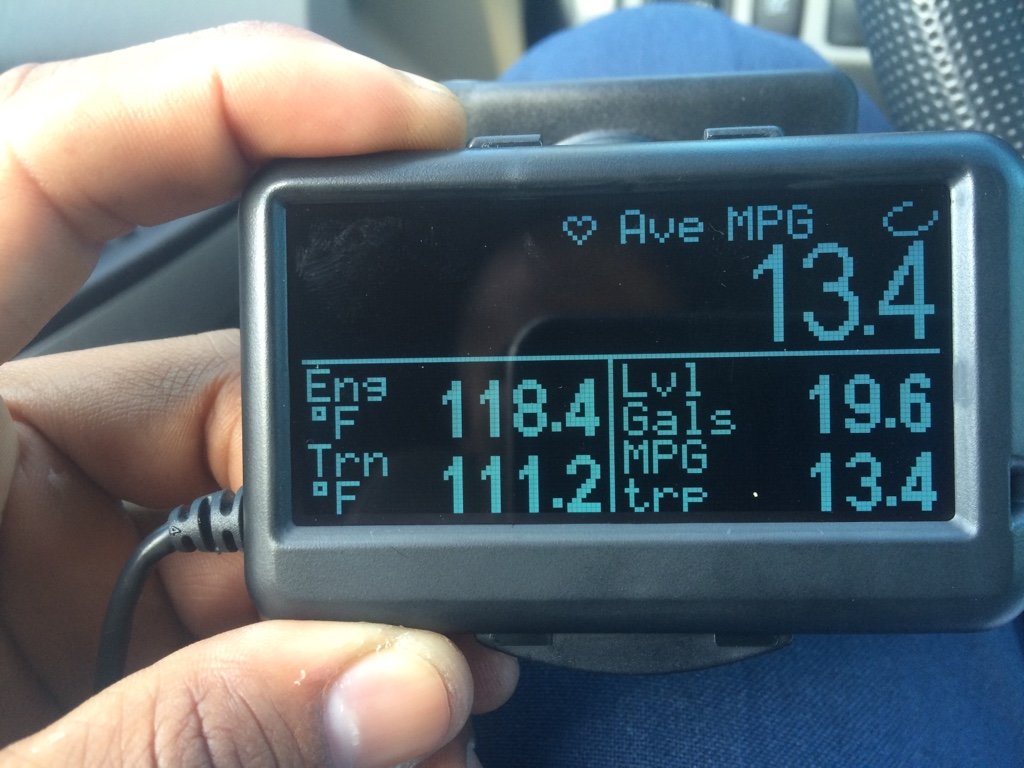 ♥ Ave MPG
13.4
Eng °F 118.4
Trn °F 111.2
Lvl Gals 19.6
MPG trp 13.4